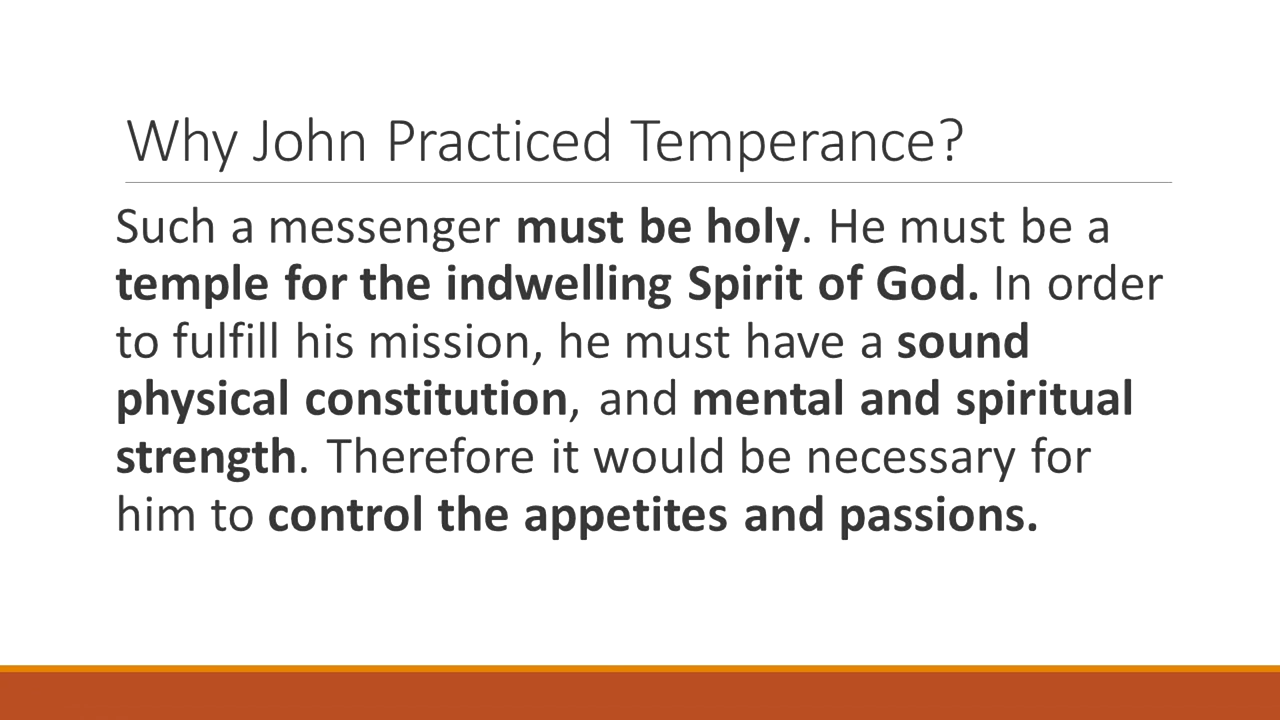 Why John Practiced Temperance?
Such a messenger must be holy. He must be a
temple for the indwelling Spirit of God. In order
to fulfill his mission, he must have a sound
physical constitution, and mental and spiritual
strength. Therefore it would be necessary for
him to control the appetites and passions.